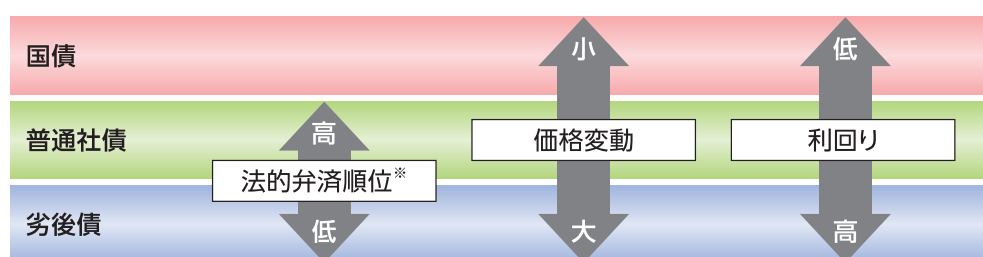 国債
小
低
普通社債
高
価格変動
利回り
法的弁済順位※
劣後債
低
大
高